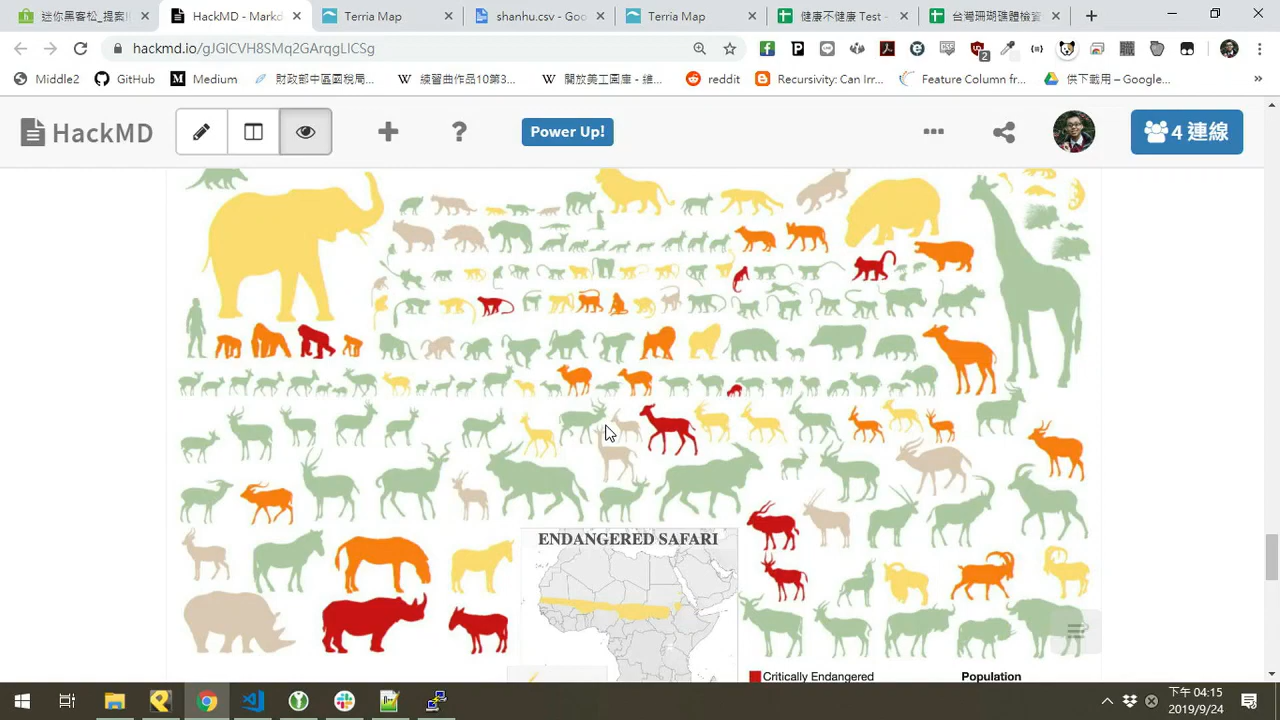 迷你黑客松_提案!
HackMD - Markd
Terria Map
shanhu.csv - Goo
Terria Map
健康不健康 Test -
台灣珊瑚礁體檢資
hackmd.io/gJGlCVH8SMq2GArqgLlCSg
2
Middle2
GitHub
Medium
財政部中區國稅局...
練習曲作品10第3...
開放美工圖庫 - 維...
reddit
Recursivity: Can Irr...
Feature Column fr...
供下載用 – Google...
»
HackMD
Power Up!
4 連線
ENDANGERED SAFARI
Critically Endangered
Population
下午 04:15
2019/9/24